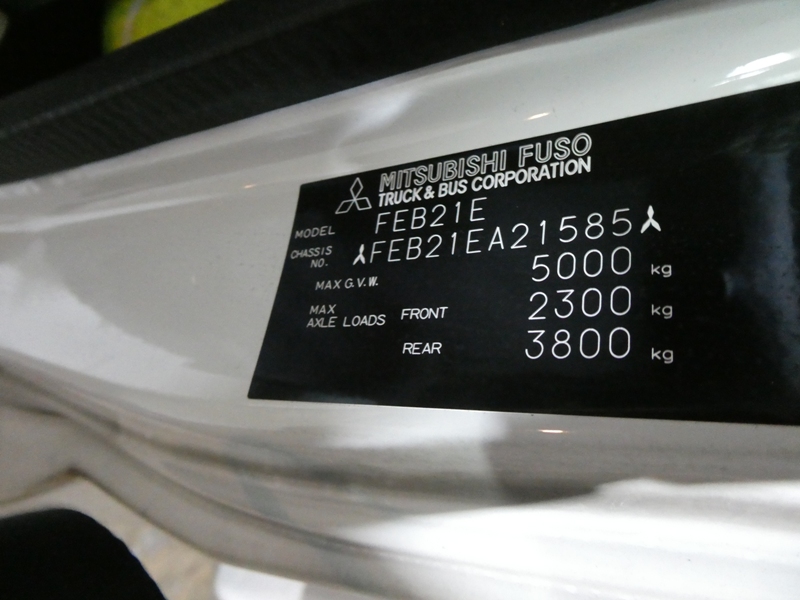 MITSUBISHI FUSO
TRUCK & BUS CORPORATION
MODEL FEB21E
CHASSIS NO. FEB21EA21585
MAX G.V.W. 5000 kg
MAX AXLE LOADS FRONT 2300 kg
REAR 3800 kg